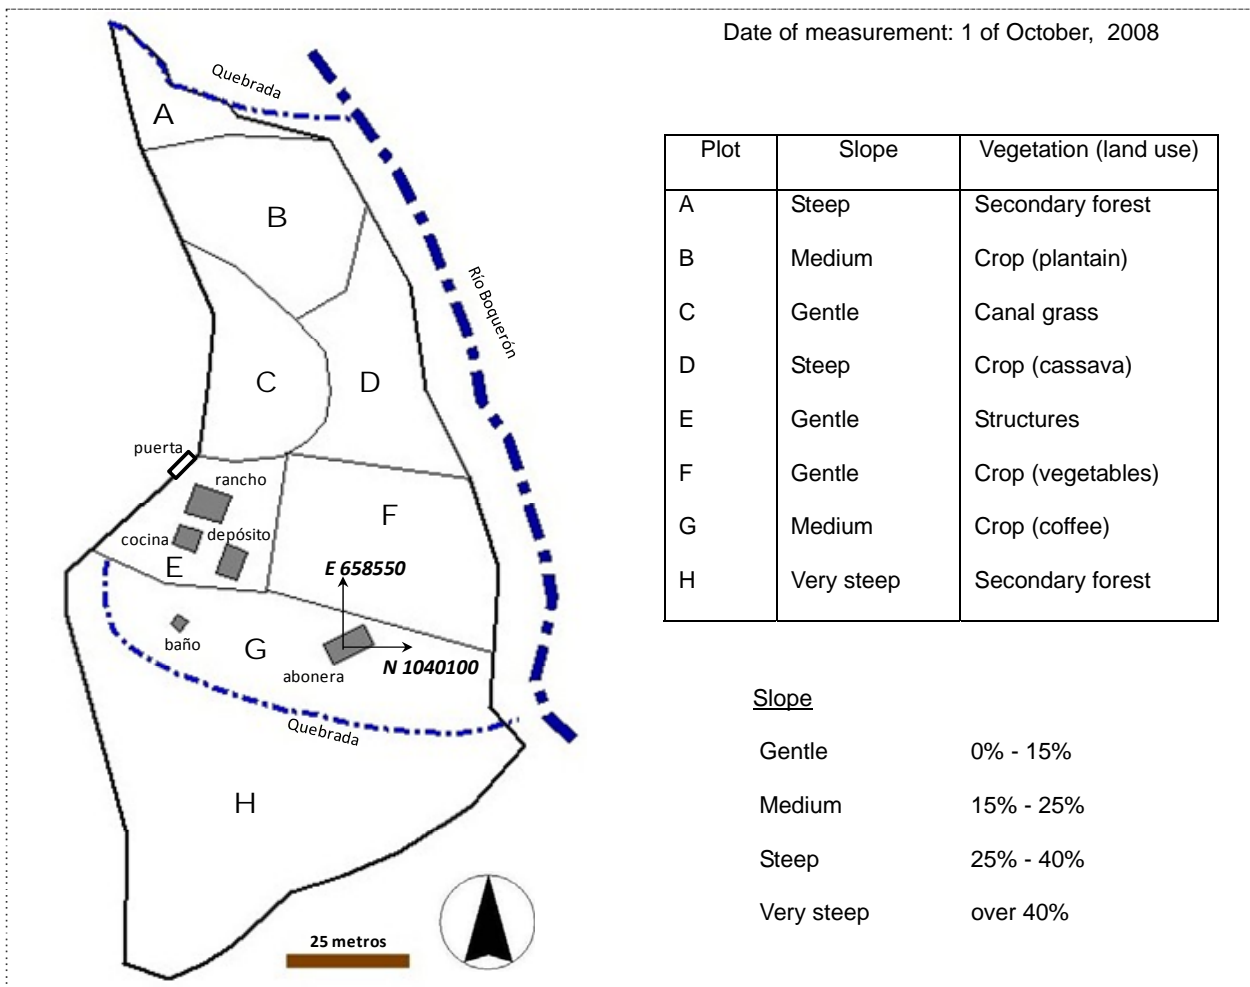 Date of measurement: 1 of October, 2008
Quebrada
A
B
Río Boquerón
C
D
puerta
rancho
F
cocina
depósito
E
E 658550
baño
G
abonera
N 1040100
Quebrada
H
25 metros
Plot Slope Vegetation (land use)
A Steep Secondary forest
B Medium Crop (plantain)
C Gentle Canal grass
D Steep Crop (cassava)
E Gentle Structures
F Gentle Crop (vegetables)
G Medium Crop (coffee)
H Very steep Secondary forest
Slope
Gentle 0% - 15%
Medium 15% - 25%
Steep 25% - 40%
Very steep over 40%